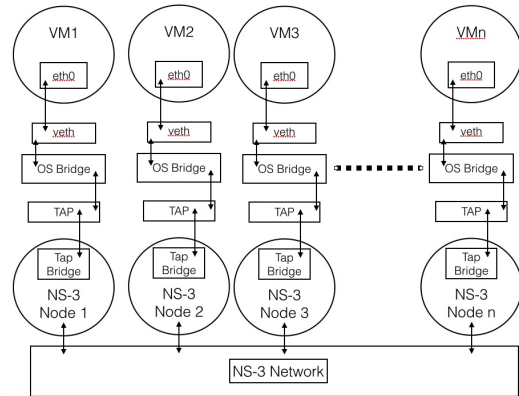 VM1 VM2 VM3 VMn
eth0 eth0 eth0 eth0
veth veth veth veth
OS Bridge OS Bridge OS Bridge OS Bridge
TAP TAP TAP TAP
Tap Tap Tap Tap
Bridge Bridge Bridge Bridge
NS-3 NS-3 NS-3 NS-3
Node 1 Node 2 Node 3 Node n
NS-3 Network